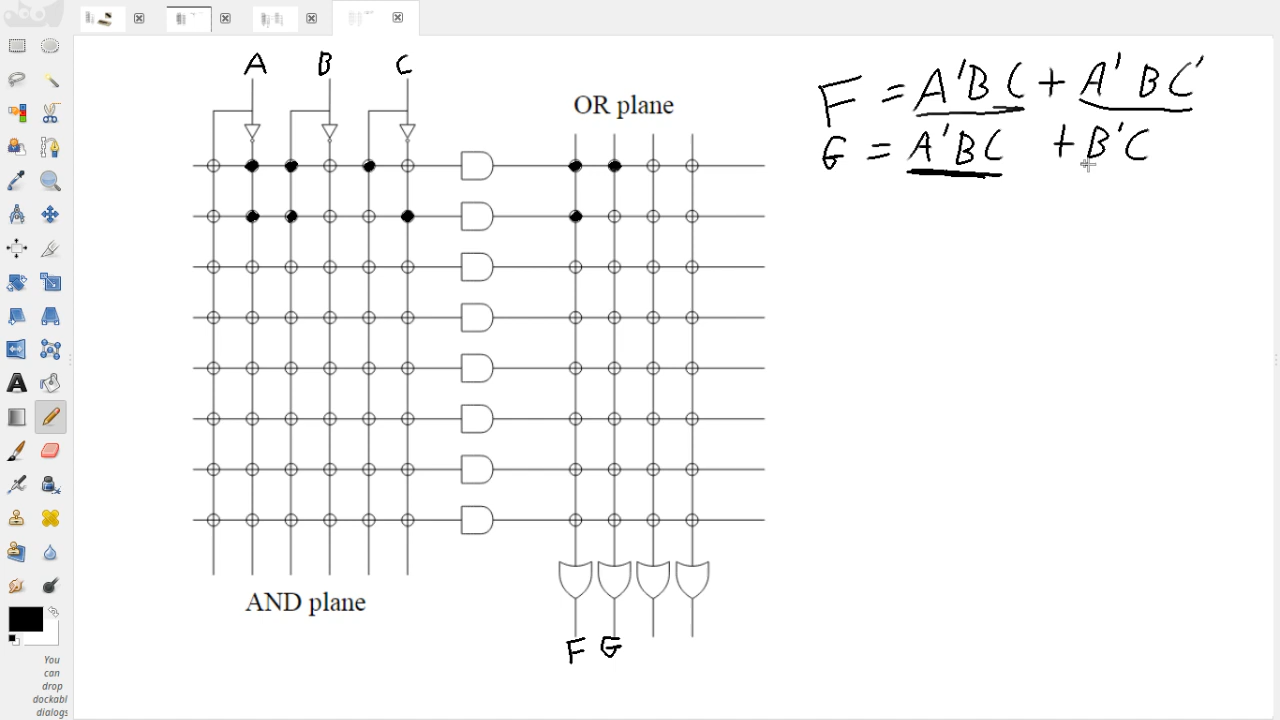 A B C
OR plane
F = A'BC + A'BC'
G = A'BC + B'C
AND plane
F G
You
can
drop
dockabl
dialogs